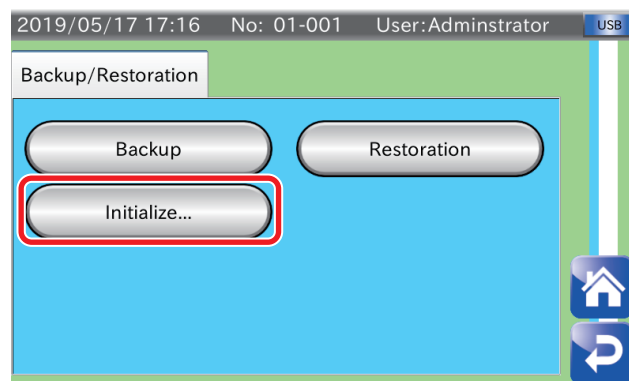 2019/05/17 17:16 No: 01-001 User:Adminstrator USB
Backup/Restoration
Backup Restoration
Initialize...